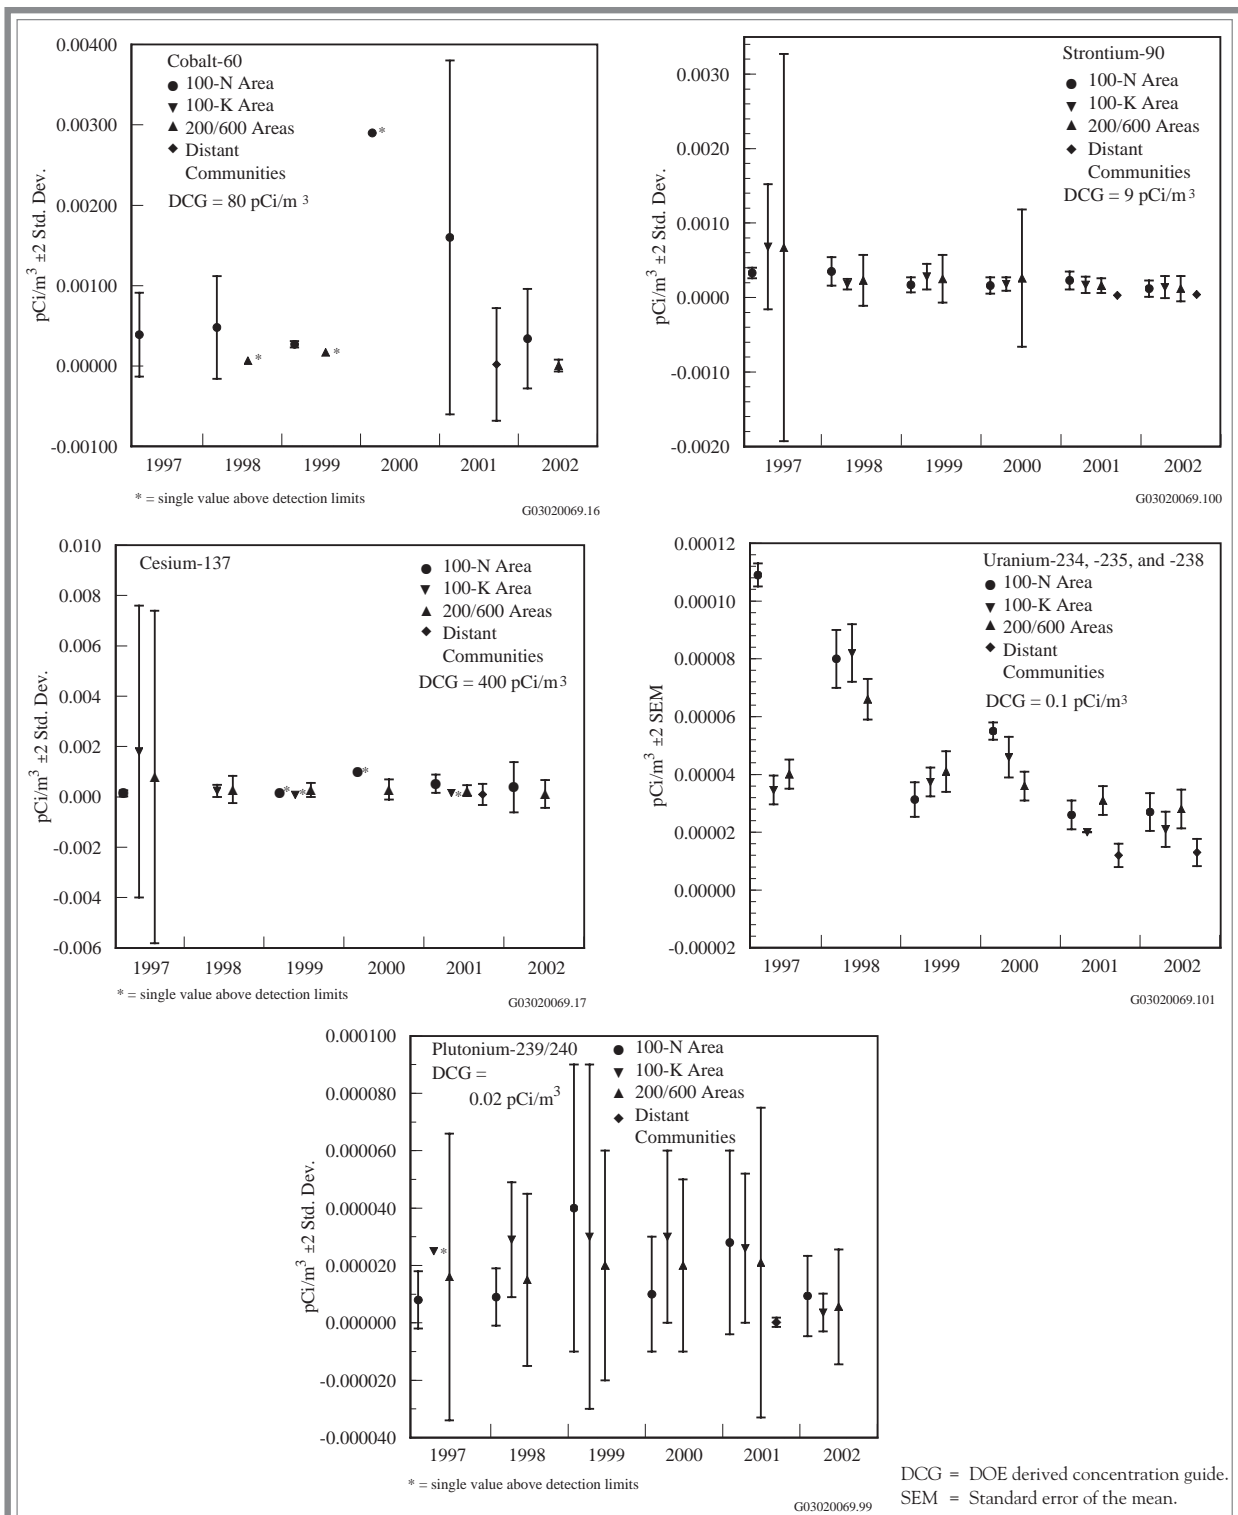 Cobalt-60
100-N Area
100-K Area
200/600 Areas
Distant
Communities
DCG = 80 pCi/m 3
pCi/m3 ±2 Std. Dev.
0.00400
0.00300
0.00200
0.00100
0.00000
-0.00100
1997 1998 1999 2000 2001 2002
*
*
*
* = single value above detection limits
G03020069.16
Strontium-90
100-N Area
100-K Area
200/600 Areas
Distant
Communities
DCG = 9 pCi/m3
pCi/m3 ±2 Std. Dev.
0.0030
0.0020
0.0010
0.0000
-0.0010
-0.0020
1997 1998 1999 2000 2001 2002
G03020069.100
Cesium-137
100-N Area
100-K Area
200/600 Areas
Distant
Communities
DCG = 400 pCi/m3
pCi/m3 ±2 Std. Dev.
0.010
0.008
0.006
0.004
0.002
0.000
-0.002
-0.004
-0.006
1997 1998 1999 2000 2001 2002
*
*
*
*
* = single value above detection limits
G03020069.17
Uranium-234, -235, and -238
100-N Area
100-K Area
200/600 Areas
Distant
Communities
DCG = 0.1 pCi/m3
pCi/m3 ±2 SEM
0.00012
0.00010
0.00008
0.00006
0.00004
0.00002
0.00000
-0.00002
1997 1998 1999 2000 2001 2002
G03020069.101
Plutonium-239/240
DCG =
0.02 pCi/m3
100-N Area
100-K Area
200/600 Areas
Distant
Communities
pCi/m3 ±2 Std. Dev.
0.000100
0.000080
0.000060
0.000040
0.000020
0.000000
-0.000020
-0.000040
1997 1998 1999 2000 2001 2002
*
* = single value above detection limits
G03020069.99
DCG = DOE derived concentration guide.
SEM = Standard error of the mean.